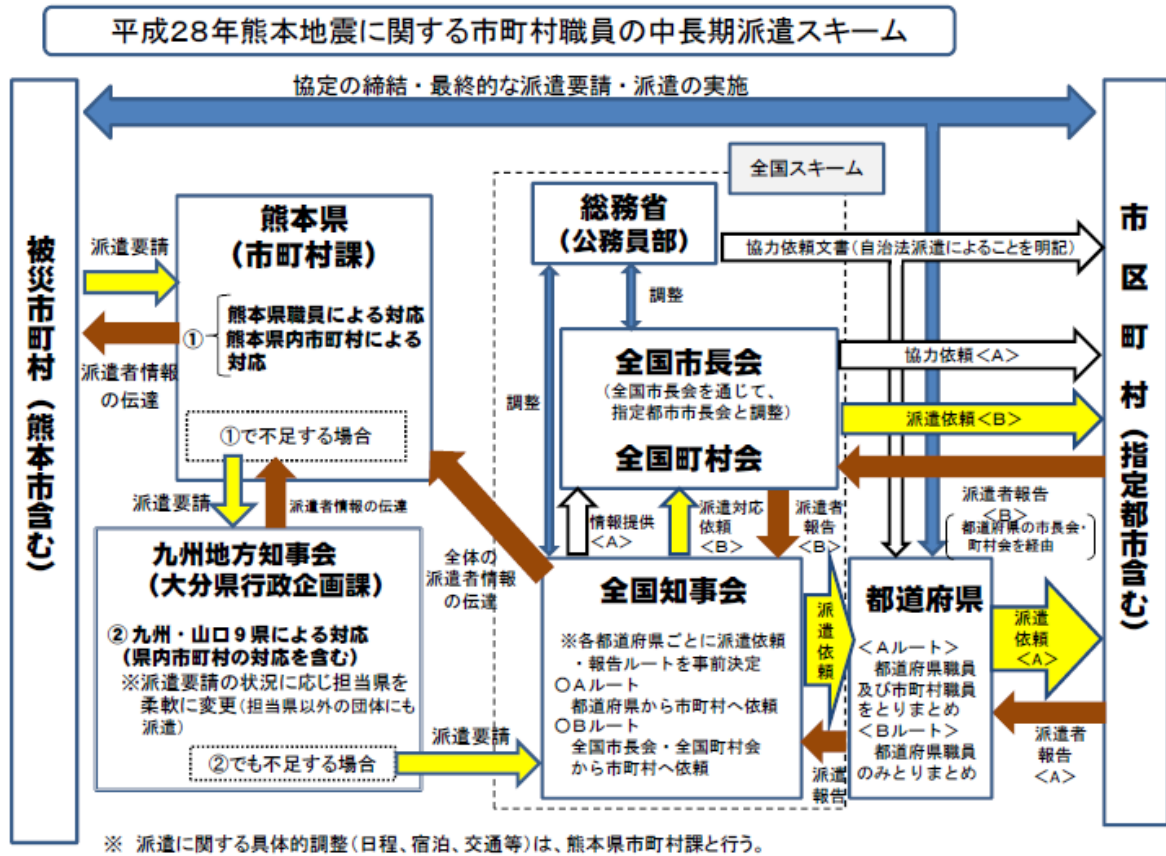 平成28年熊本地震に関する市町村職員の中長期派遣スキーム
協定の締結・最終的な派遣要請・派遣の実施
全国スキーム
被災市町村(熊本市含む)
派遣要請
派遣者情報
の伝達
熊本県
(市町村課)
①
熊本県職員による対応
熊本県内市町村による
対応
①で不足する場合
派遣要請
派遣者情報の伝達
九州地方知事会
(大分県行政企画課)
② 九州・山口9県による対応
(県内市町村の対応を含む)
※派遣要請の状況に応じ担当県を
柔軟に変更(担当県以外の団体にも
派遣)
②でも不足する場合
派遣要請
全体の
派遣者情報
の伝達
総務省
(公務員部)
調整
調整
全国市長会
(全国市長会を通じて、
指定都市市長会と調整)
全国町村会
情報提供
<A>
派遣対応
依頼
<B>
派遣者
報告
<B>
全国知事会
※各都道府県ごとに派遣依頼
・報告ルートを事前決定
○Aルート
都道府県から市町村へ依頼
○Bルート
全国市長会・全国町村会
から市町村へ依頼
協力依頼文書(自治法派遣によることを明記)
協力依頼<A>
派遣依頼<B>
派遣者報告
<B>
都道府県の市長会・
町村会を経由
派遣依頼
派遣
報告
都道府県
<Aルート>
都道府県職員
及び市町村職員
をとりまとめ
<Bルート>
都道府県職員
のみとりまとめ
派遣
依頼
<A>
派遣者
報告
<A>
市区町村(指定都市含む)
※ 派遣に関する具体的調整(日程、宿泊、交通等)は、熊本県市町村課と行う。